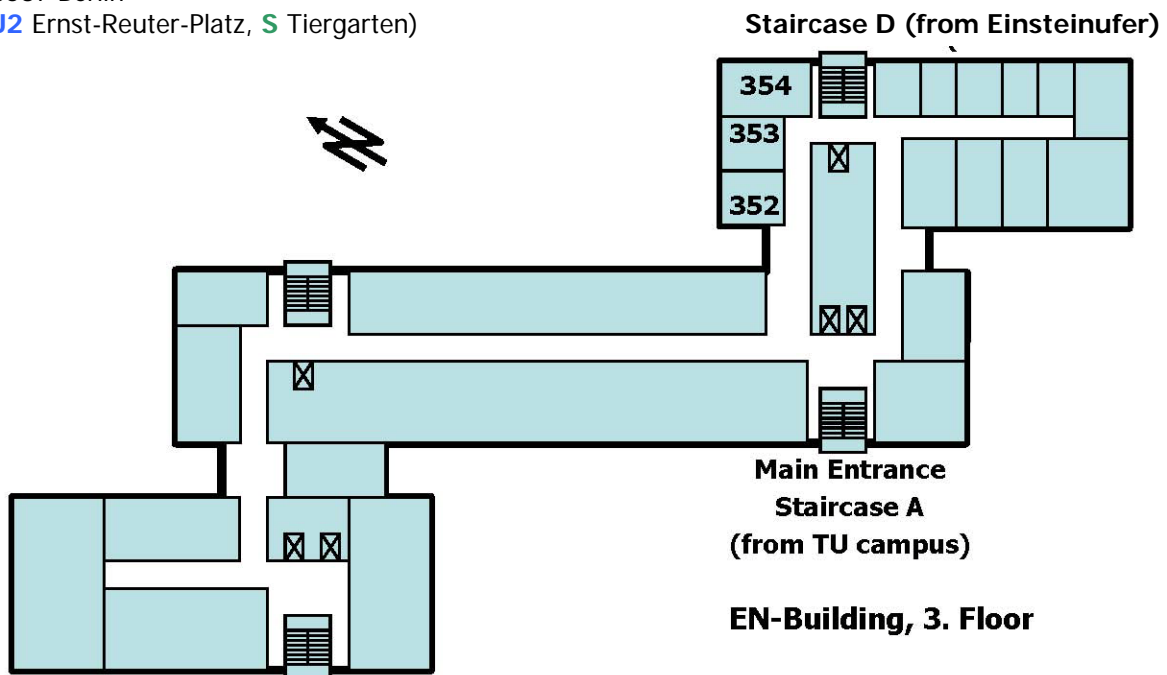 U2 Ernst-Reuter-Platz, S Tiergarten)
Staircase D (from Einsteinufer)
354
353
352
Main Entrance
Staircase A
(from TU campus)
EN-Building, 3. Floor